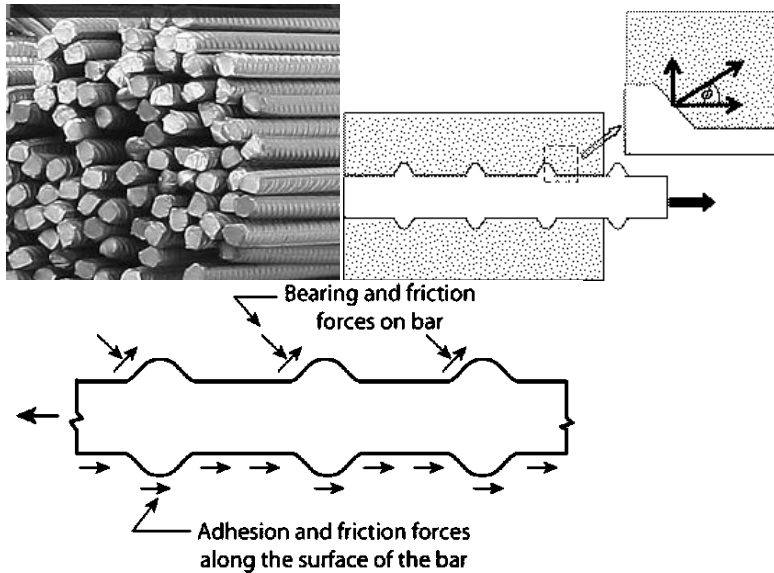 ϕ
Bearing and friction
forces on bar
Adhesion and friction forces
along the surface of the bar